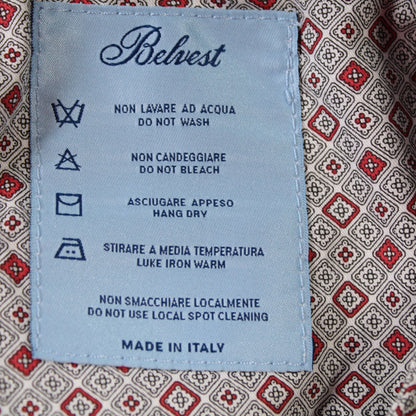 Belvest
NON LAVARE AD ACQUA
DO NOT WASH
NON CANDEGGIARE
DO NOT BLEACH
ASCIUGARE APPESO
HANG DRY
STIRARE A MEDIA TEMPERATURA
LUKE IRON WARM
NON SMACCHIARE LOCALMENTE
DO NOT USE LOCAL SPOT CLEANING
MADE IN ITALY